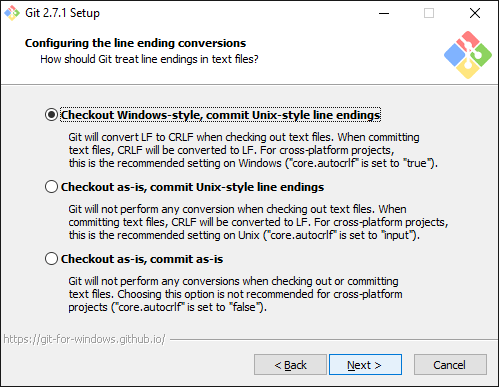 Git 2.7.1 Setup
Configuring the line ending conversions
How should Git treat line endings in text files?
Checkout Windows-style, commit Unix-style line endings
Git will convert LF to CRLF when checking out text files. When committing
text files, CRLF will be converted to LF. For cross-platform projects,
this is the recommended setting on Windows ("core.autocrlf" is set to "true").
Checkout as-is, commit Unix-style line endings
Git will not perform any conversion when checking out text files. When
committing text files, CRLF will be converted to LF. For cross-platform projects,
this is the recommended setting on Unix ("core.autocrlf" is set to "input").
Checkout as-is, commit as-is
Git will not perform any conversions when checking out or committing
text files. Choosing this option is not recommended for cross-platform
projects ("core.autocrlf" is set to "false").
https://git-for-windows.github.io/
< Back Next > Cancel